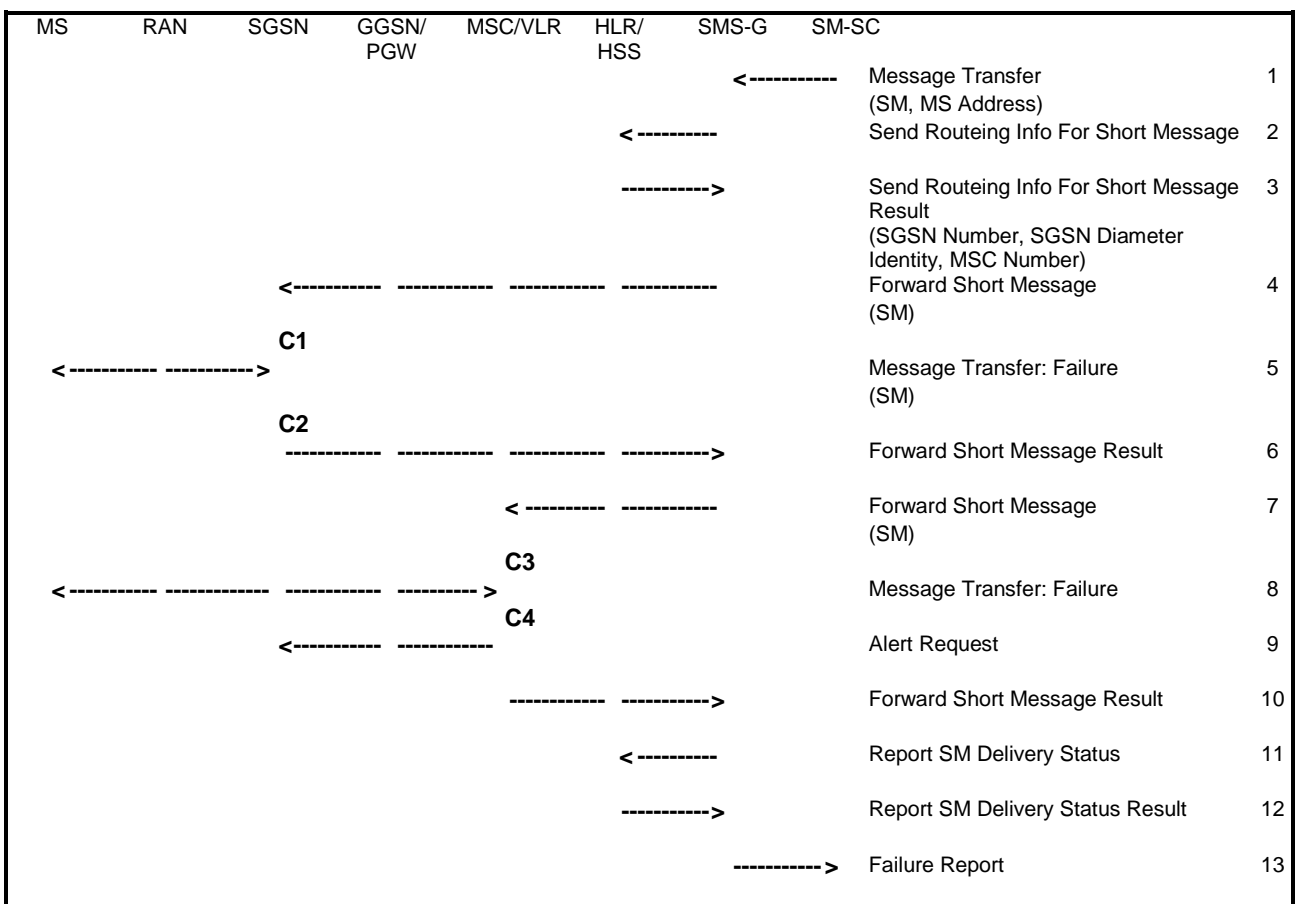 MS RAN SGSN GGSN/ MSC/VLR HLR/ SMS-G SM-SC
PGW HSS
Message Transfer 1
(SM, MS Address)
Send Routeing Info For Short Message 2
Send Routeing Info For Short Message 3
Result
(SGSN Number, SGSN Diameter
Identity, MSC Number)
Forward Short Message 4
(SM)
C1
Message Transfer: Failure 5
(SM)
C2
Forward Short Message Result 6
Forward Short Message 7
(SM)
C3
Message Transfer: Failure 8
C4
Alert Request 9
Forward Short Message Result 10
Report SM Delivery Status 11
Report SM Delivery Status Result 12
Failure Report 13